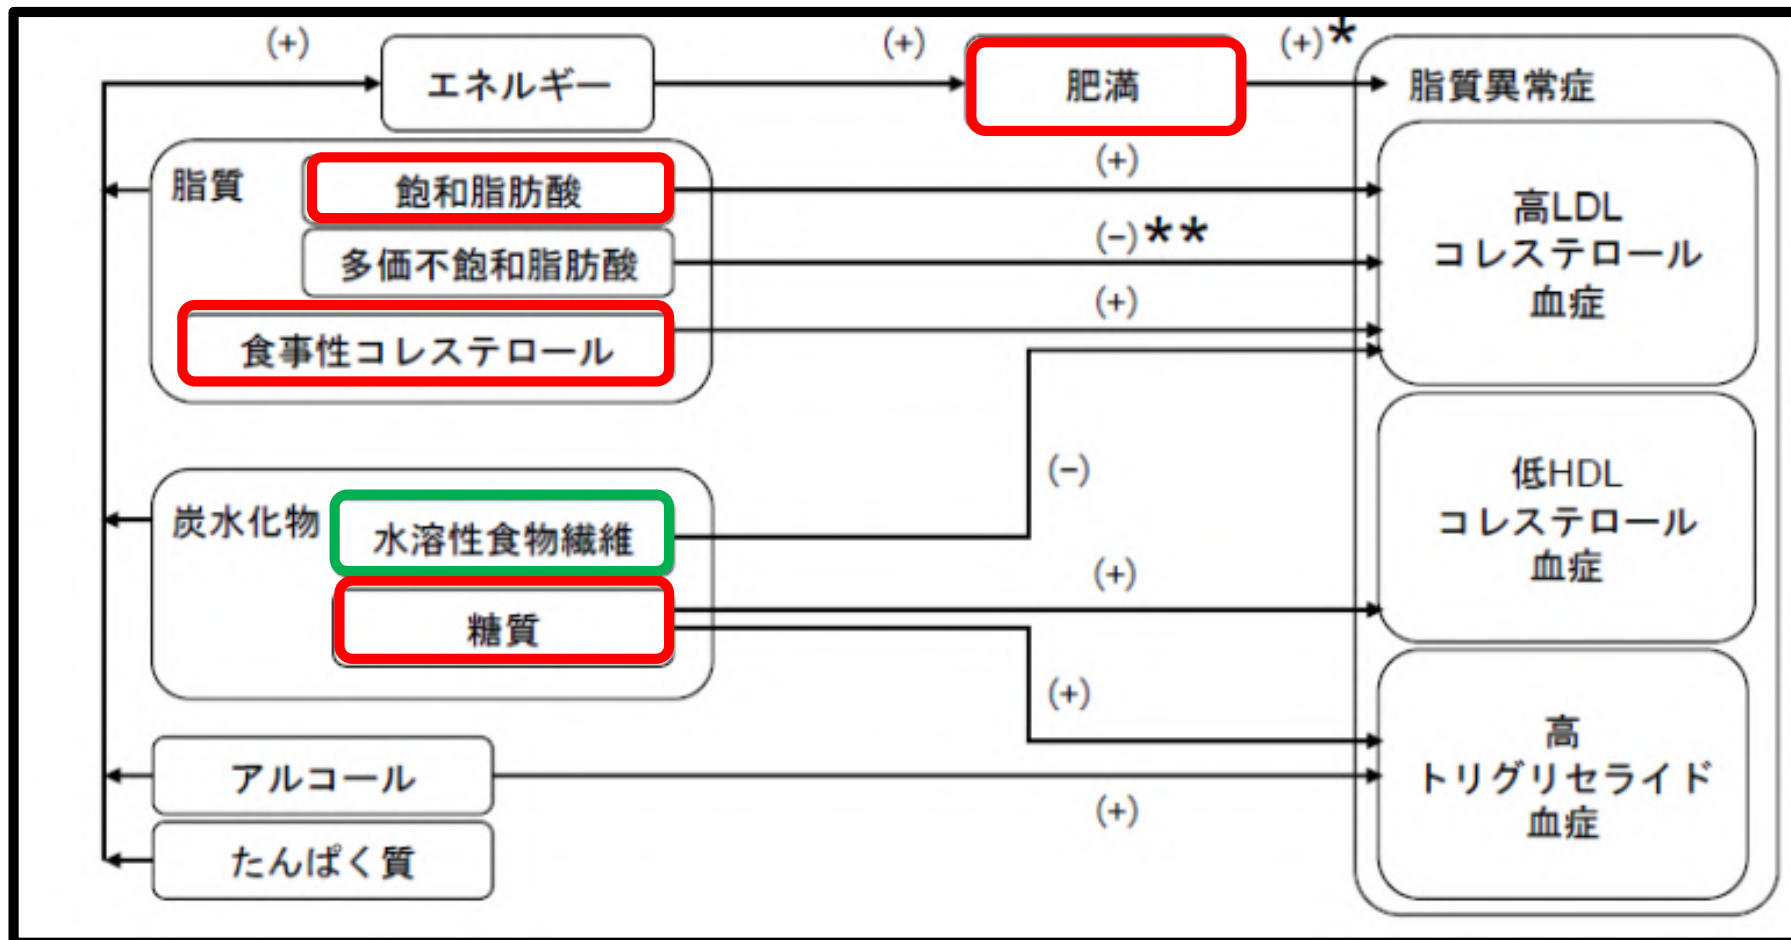 (+)
(+)
(+)*
エネルギー
肥満
脂質異常症
脂質
飽和脂肪酸
(+)
多価不飽和脂肪酸
(-)**
食事性コレステロール
(+)
高LDL
コレステロール
血症
炭水化物
水溶性食物繊維
(-)
糖質
(+)
(+)
低HDL
コレステロール
血症
アルコール
(+)
たんぱく質
高
トリグリセライド
血症